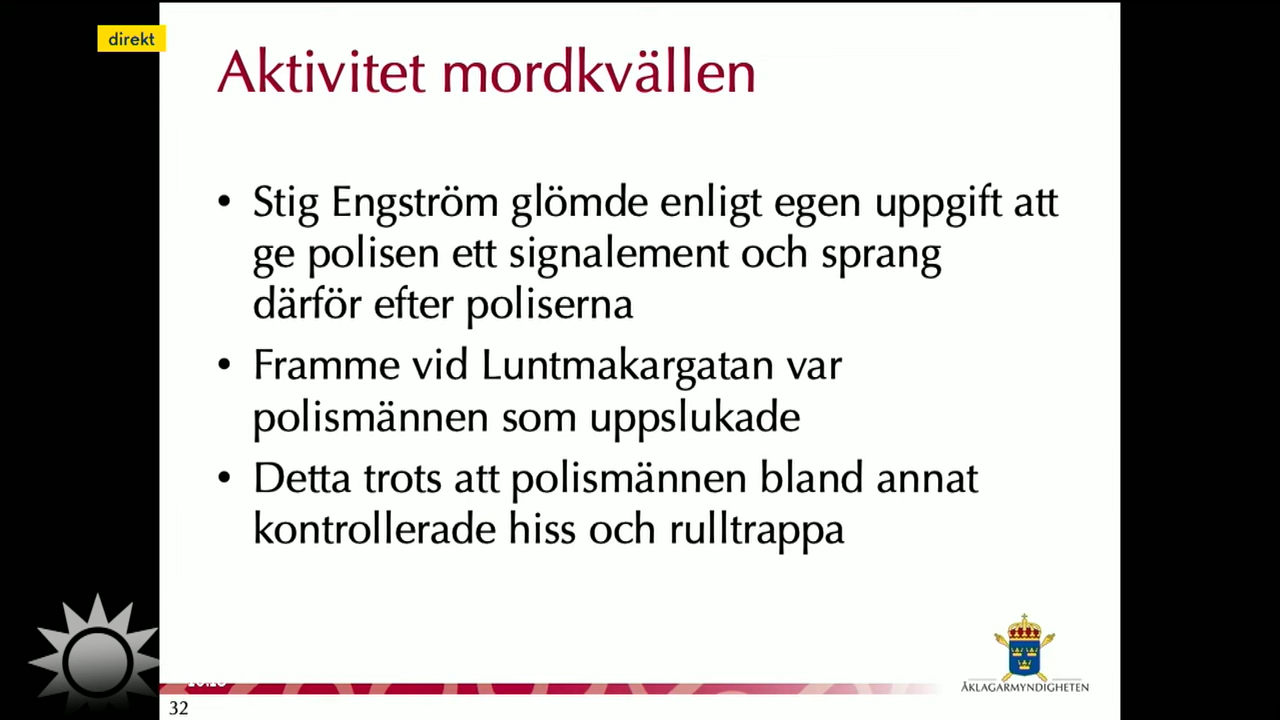 direkt
Aktivitet mordkvällen
• Stig Engström glömde enligt egen uppgift att
ge polisen ett signalement och sprang
därför efter poliserna
• Framme vid Luntmakargatan var
polismännen som uppslukade
• Detta trots att polismännen bland annat
kontrollerade hiss och rulltrappa
ÅKLAGARMYNDIGHETEN
32